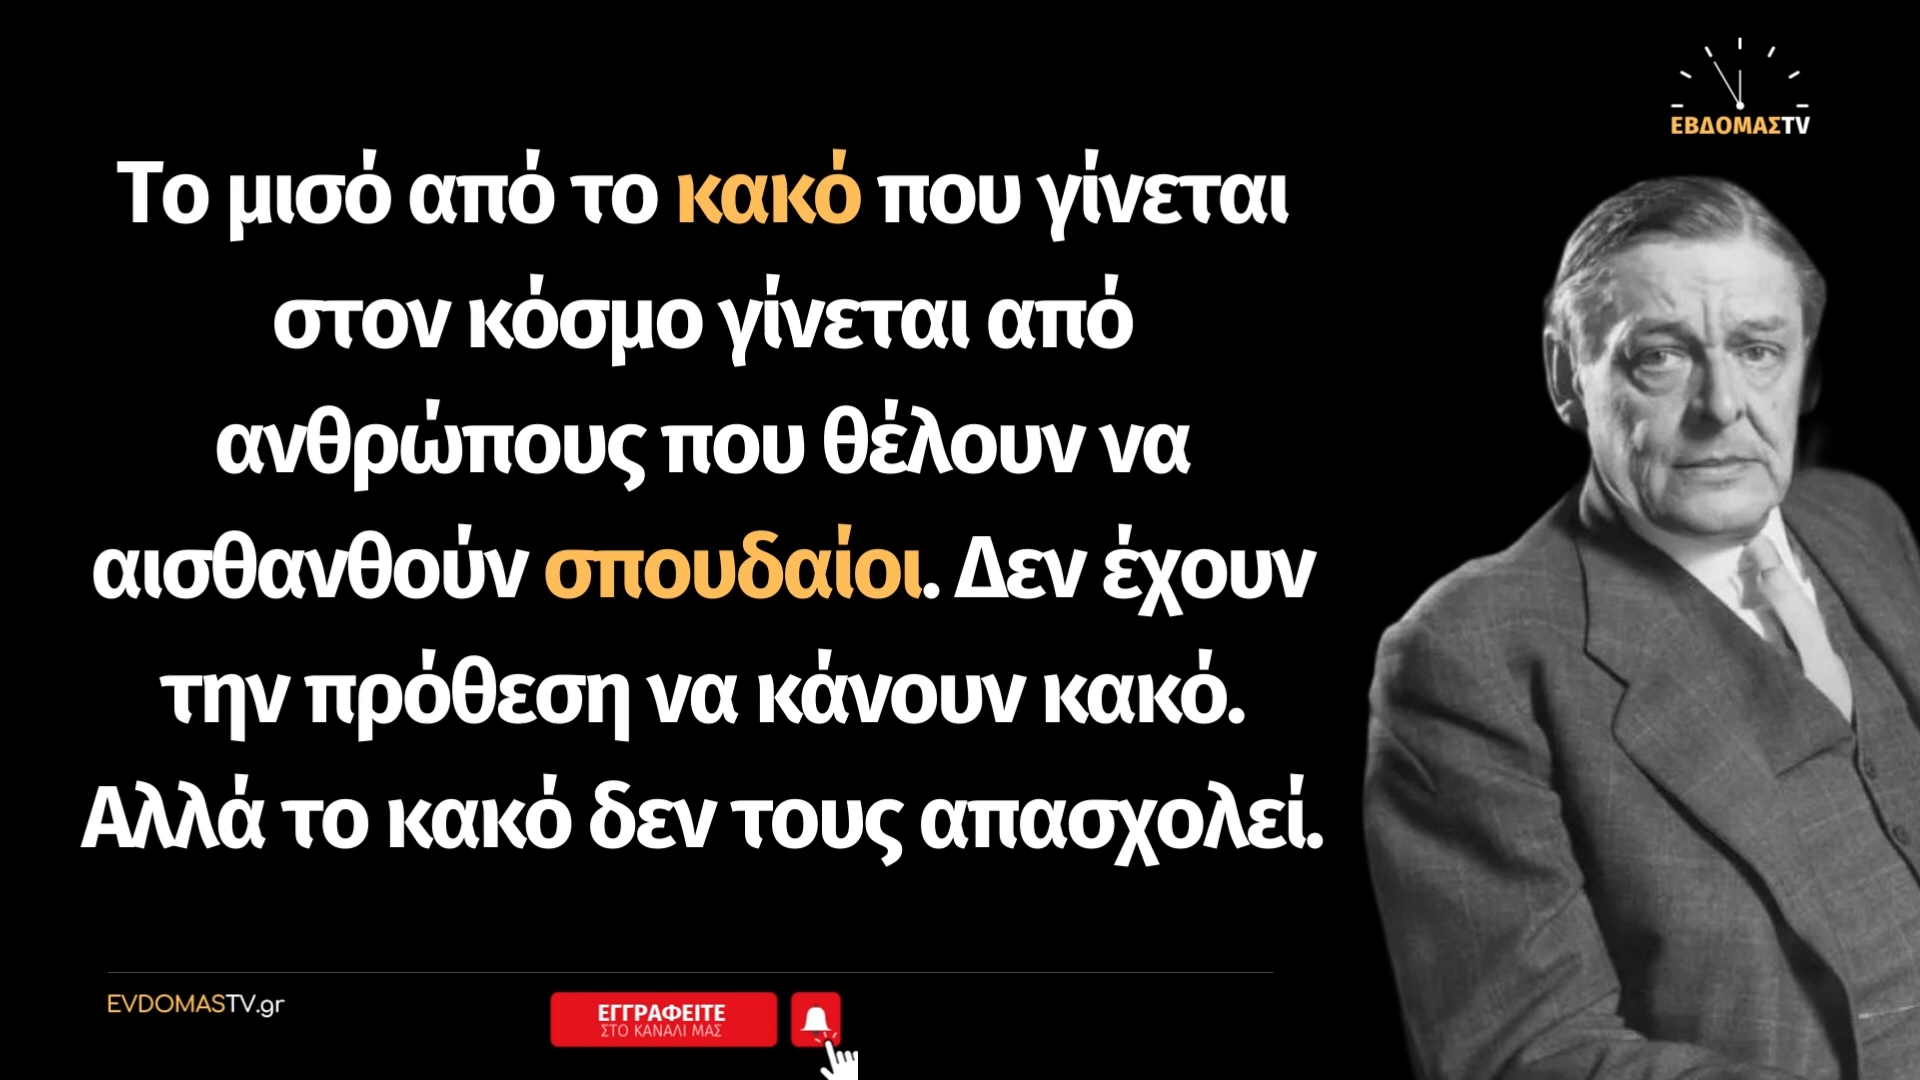 ΕΒΔΟΜΑΣTV
Το μισό από το κακό που γίνεται
στον κόσμο γίνεται από
ανθρώπους που θέλουν να
αισθανθούν σπουδαίοι. Δεν έχουν
την πρόθεση να κάνουν κακό.
Αλλά το κακό δεν τους απασχολεί.
EVDOMASTV.gr
ΕΓΓΡΑΦΕΙΤΕ
ΣΤΟ ΚΑΝΑΛΙ ΜΑΣ